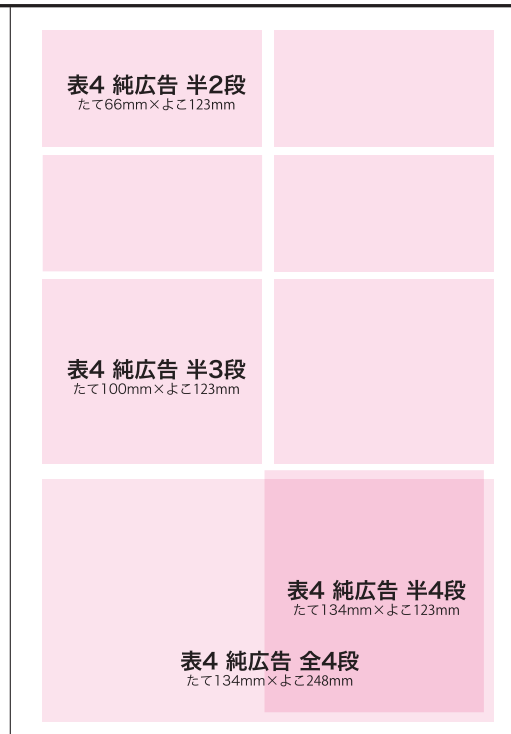 表4 純広告 半2段
たて66mm×よこ123mm
表4 純広告 半3段
たて100mm×よこ123mm
表4 純広告 半4段
たて134mm×よこ123mm
表4 純広告 全4段
たて134mm×よこ248mm